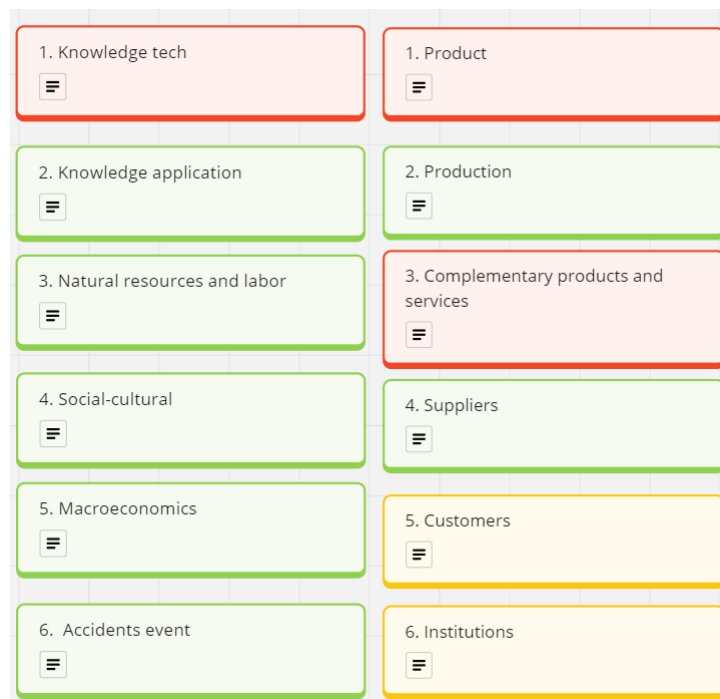 1. Knowledge tech
2. Knowledge application
3. Natural resources and labor
4. Social-cultural
5. Macroeconomics
6. Accidents event
1. Product
2. Production
3. Complementary products and
services
4. Suppliers
5. Customers
6. Institutions